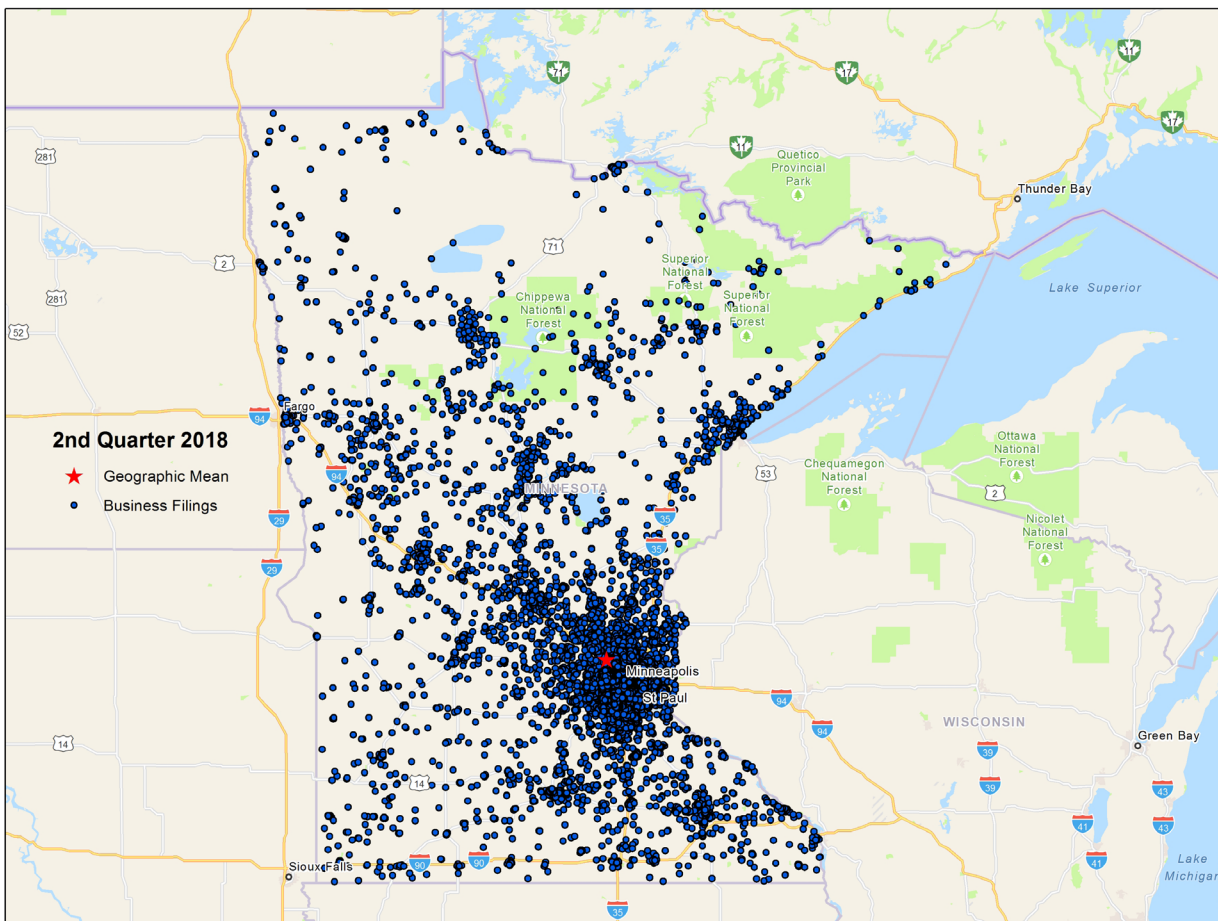 71
17
11
17
11
281
Quetico
Provincial
Park
Thunder Bay
71
2
Superior
National
Forest
Lake Superior
281
Chippewa
National
Forest
Superior
National
Forest
52
94
Fargo
2nd Quarter 2018
Geographic Mean
Business Filings
94
MINNESOTA
53
Chequamegon
National
Forest
Ottawa
National
Forest
2
29
35
Nicolet
National
Forest
35
29
Minneapolis
St Paul
94
94
WISCONSIN
14
39
Green Bay
14
39
43
41
43
Sioux Falls
90
90
41
Lake
Michigan
35